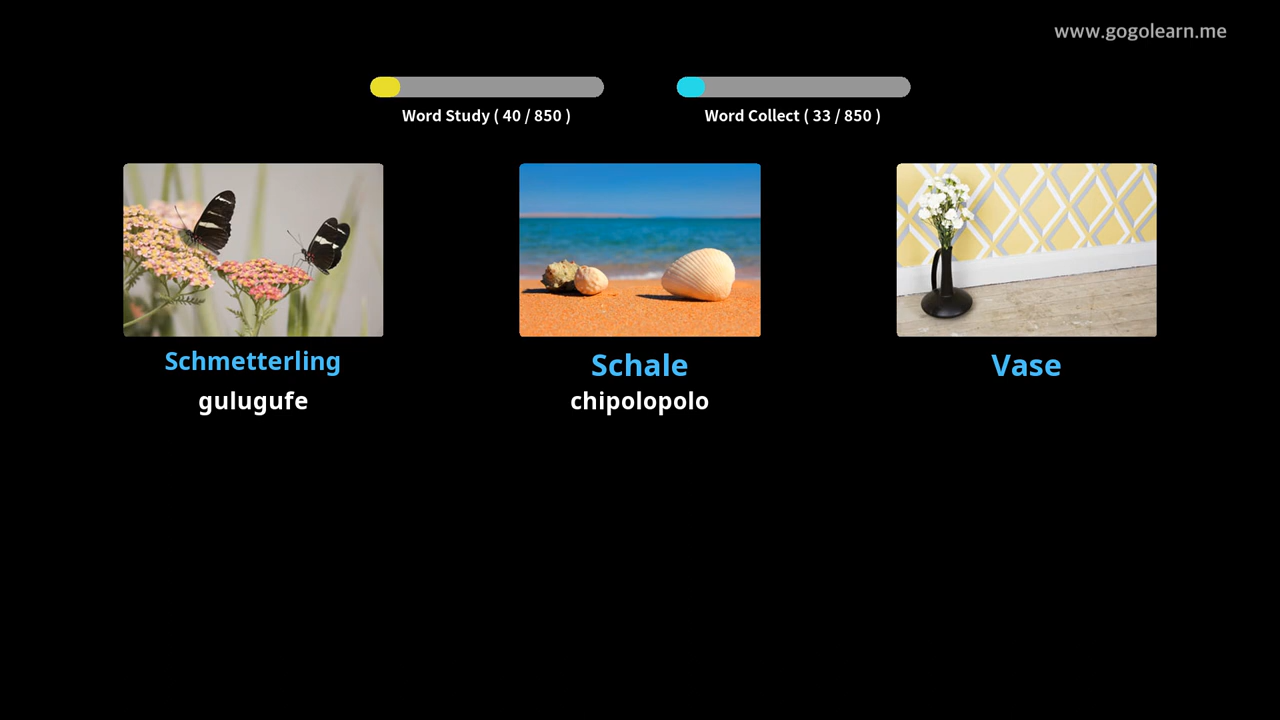 www.gogolearn.me
Word Study ( 40 / 850 )
Word Collect ( 33 / 850 )
Schmetterling
gulugufe
Schale
chipolopolo
Vase